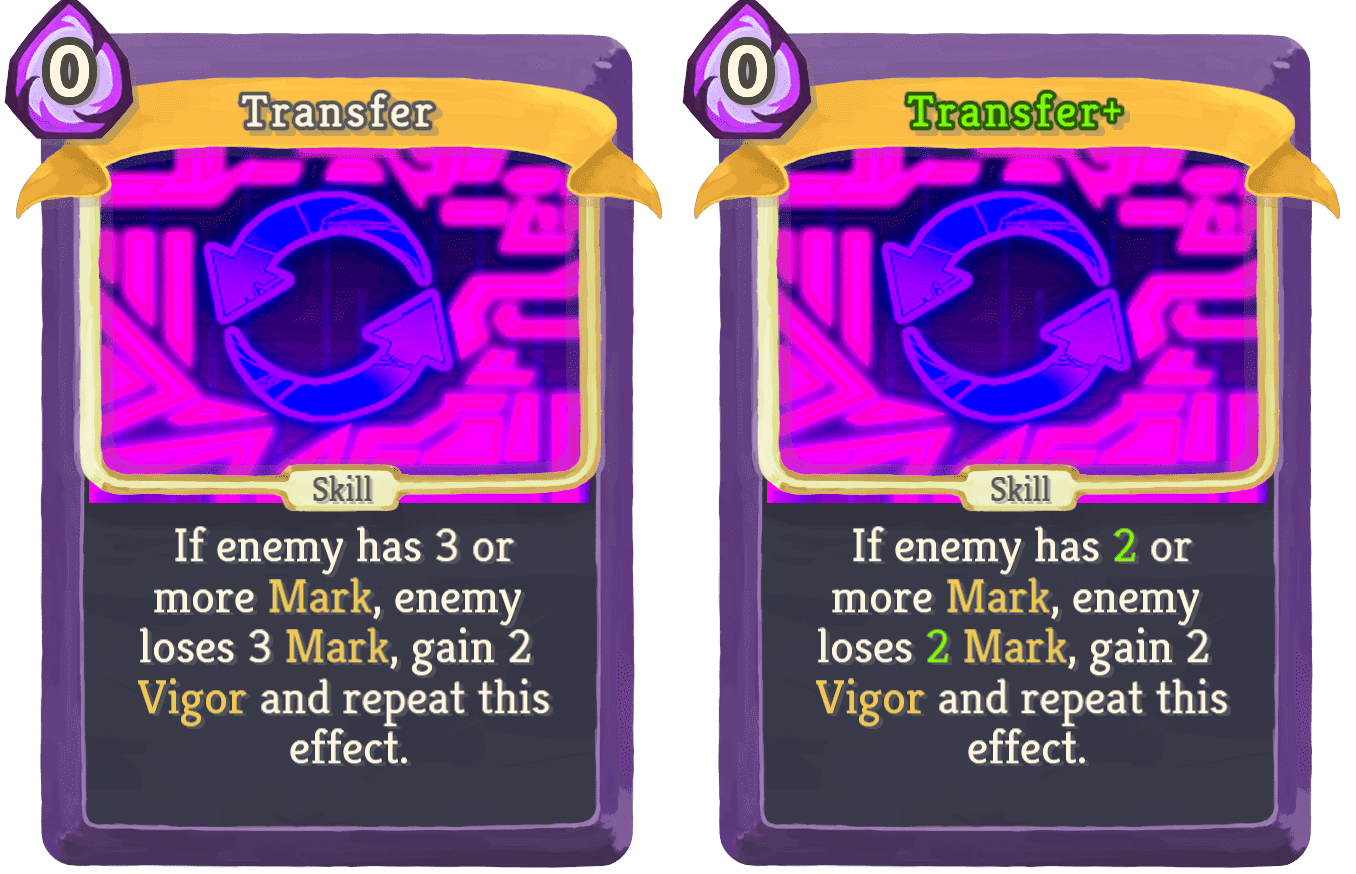 0
Transfer
Skill
If enemy has 3 or
more Mark, enemy
loses 3 Mark, gain 2
Vigor and repeat this
effect.
0
Transfer+
Skill
If enemy has 2 or
more Mark, enemy
loses 2 Mark, gain 2
Vigor and repeat this
effect.